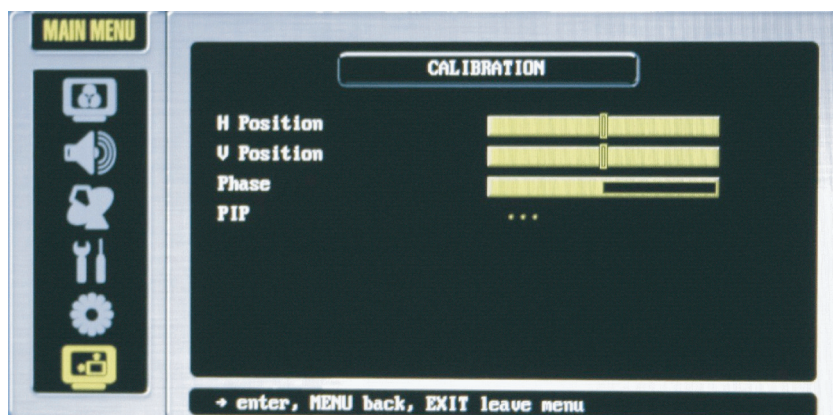 MAIN MENU
CALIBRATION
H Position
V Position
Phase
PIP ...
→ enter, MENU back, EXIT leave menu